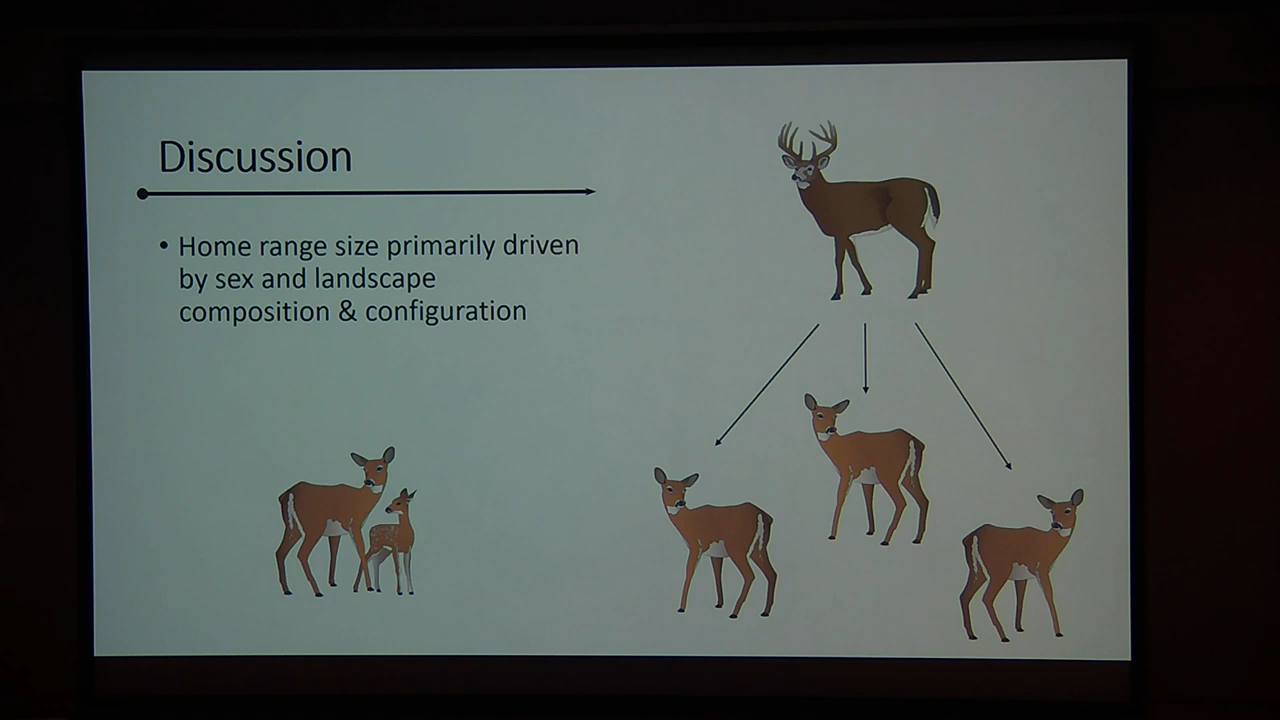 Discussion
• Home range size primarily driven
by sex and landscape
composition & configuration